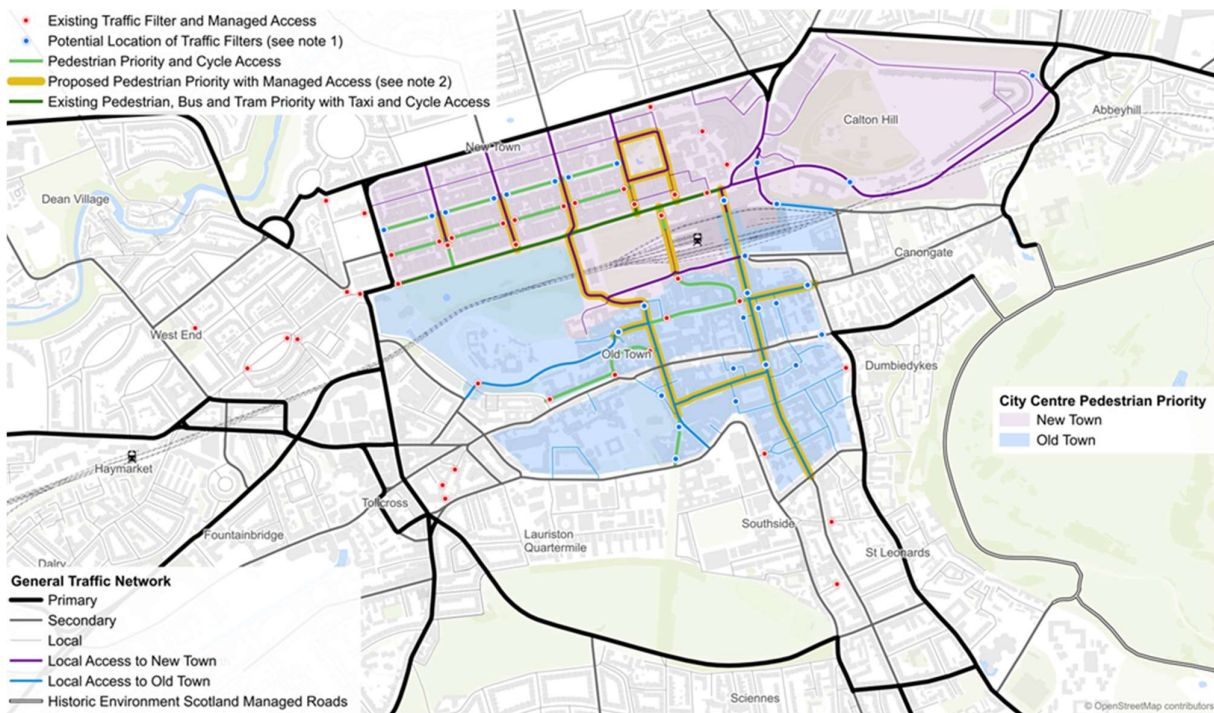 Existing Traffic Filter and Managed Access
Potential Location of Traffic Filters (see note 1)
Pedestrian Priority and Cycle Access
Proposed Pedestrian Priority with Managed Access (see note 2)
Existing Pedestrian, Bus and Tram Priority with Taxi and Cycle Access
Abbeyhill
Calton Hill
New Town
Dean Village
Canongate
West End
Old Town
Dumbiedykes
City Centre Pedestrian Priority
New Town
Old Town
Haymarket
Tollcross
Southside
Fountainbridge
Lauriston
Quartermile
St Leonards
Dalry
General Traffic Network
Primary
Secondary
Local
Local Access to New Town
Local Access to Old Town
Historic Environment Scotland Managed Roads
Sciennes
© OpenStreetMap contributors